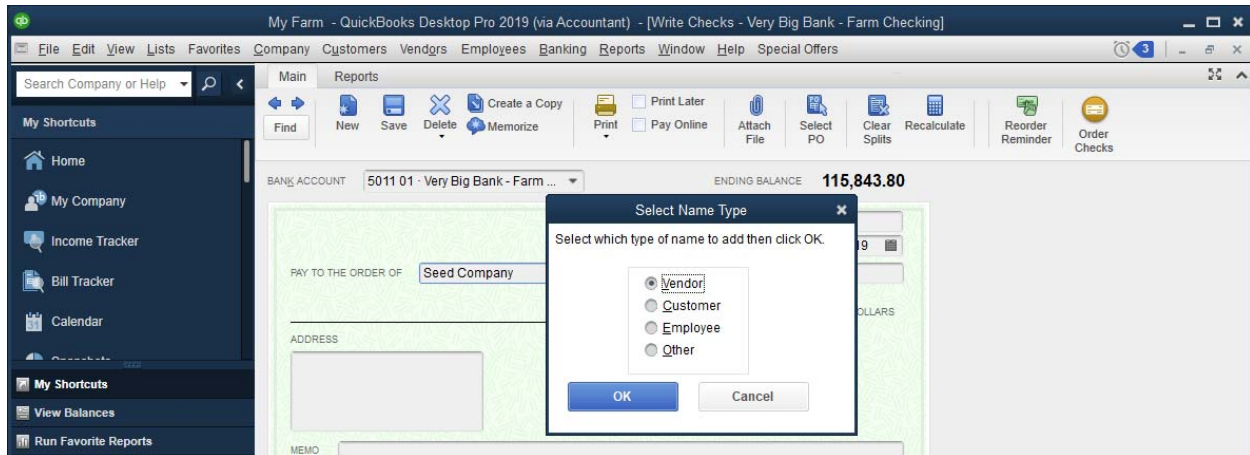 qb My Farm - QuickBooks Desktop Pro 2019 (via Accountant) - [Write Checks - Very Big Bank - Farm Checking]
File Edit View Lists Favorites Company Customers Vendors Employees Banking Reports Window Help Special Offers 3
Search Company or Help
Main Reports
Find New Save Delete Create a Copy
Memorize
Print Print Later
Pay Online
Attach File
Select PO
Clear Splits
Recalculate
Reorder Reminder
Order Checks
My Shortcuts
Home
My Company
Income Tracker
Bill Tracker
Calendar
31
My Shortcuts
View Balances
Run Favorite Reports
BANK ACCOUNT 5011 01 · Very Big Bank - Farm ... ENDING BALANCE 115,843.80
PAY TO THE ORDER OF Seed Company
19
OLLARS
ADDRESS
MEMO
Select Name Type
Select which type of name to add then click OK.
Vendor
Customer
Employee
Other
OK Cancel